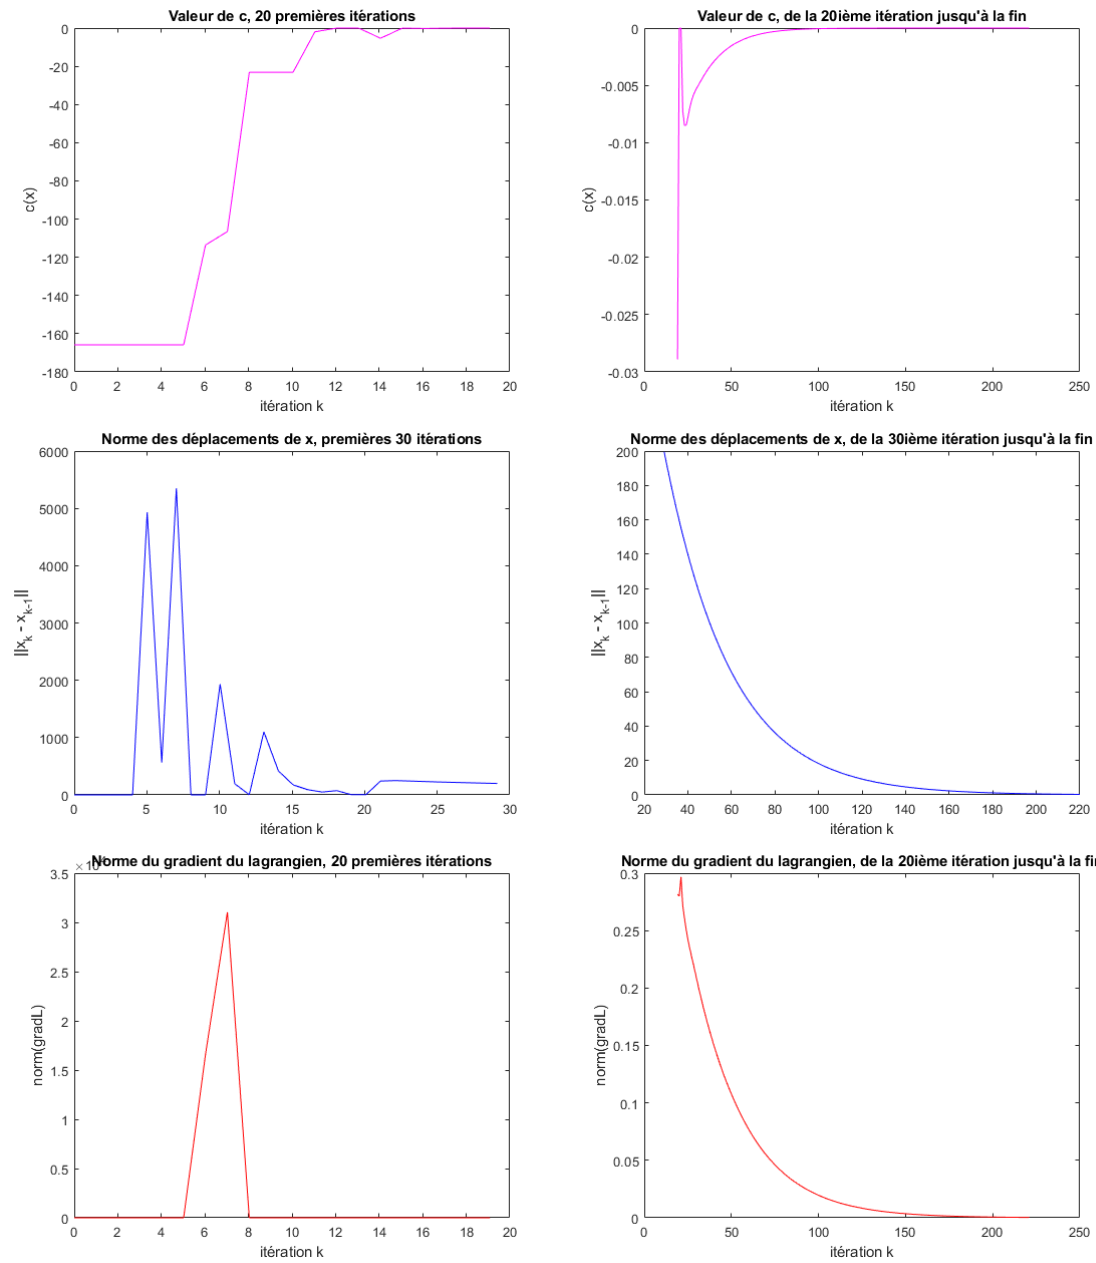 Valeur de c, 20 premières itérations
0
-20
-40
-60
-80
-100
-120
-140
-160
-180
c(x)
0 2 4 6 8 10 12 14 16 18 20
itération k
Valeur de c, de la 20ième itération jusqu'à la fin
0
-0.005
-0.01
-0.015
-0.02
-0.025
-0.03
c(x)
0 50 100 150 200 250
itération k
Norme des déplacements de x, premières 30 itérations
6000
5000
4000
3000
2000
1000
0
||x_k - x_{k-1}||
0 5 10 15 20 25 30
itération k
Norme des déplacements de x, de la 30ième itération jusqu'à la fin
200
180
160
140
120
100
80
60
40
20
0
||x_k - x_{k-1}||
20 40 60 80 100 120 140 160 180 200 220
itération k
Norme du gradient du lagrangien, 20 premières itérations
3.5
3
2.5
2
1.5
1
0.5
0
norm(gradL)
0 2 4 6 8 10 12 14 16 18 20
itération k
Norme du gradient du lagrangien, de la 20ième itération jusqu'à la fi
0.3
0.25
0.2
0.15
0.1
0.05
0
norm(gradL)
0 50 100 150 200 250
itération k